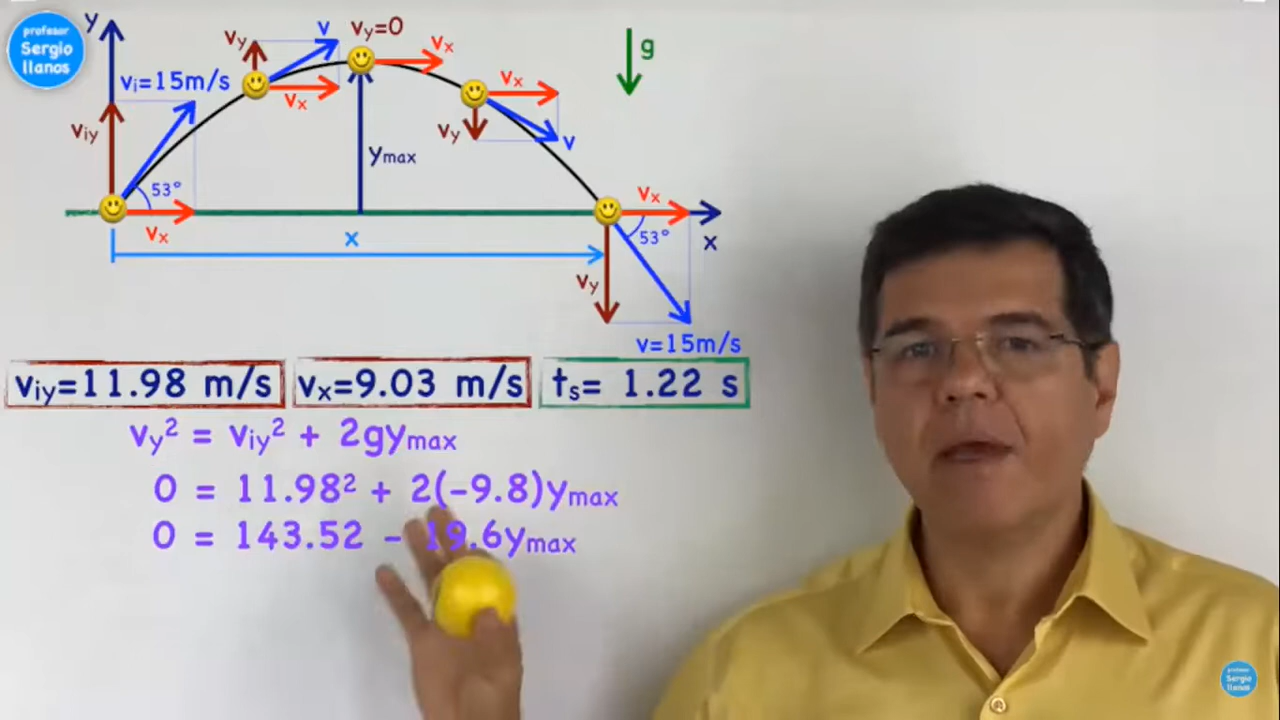 profesor
Sergio
llanos
y
vᵢ=15m/s
vᵢy
53°
vₓ
vy
v
vₓ
vy=0
vₓ
ymax
vₓ
vy
v
g
vₓ
53°
x
x
vy
v=15m/s
vᵢy=11.98 m/s
vₓ=9.03 m/s
tₛ= 1.22 s
vy² = vᵢy² + 2gymax
0 = 11.98² + 2(-9.8)ymax
0 = 143.52 - 19.6ymax
profesor
Sergio
llanos